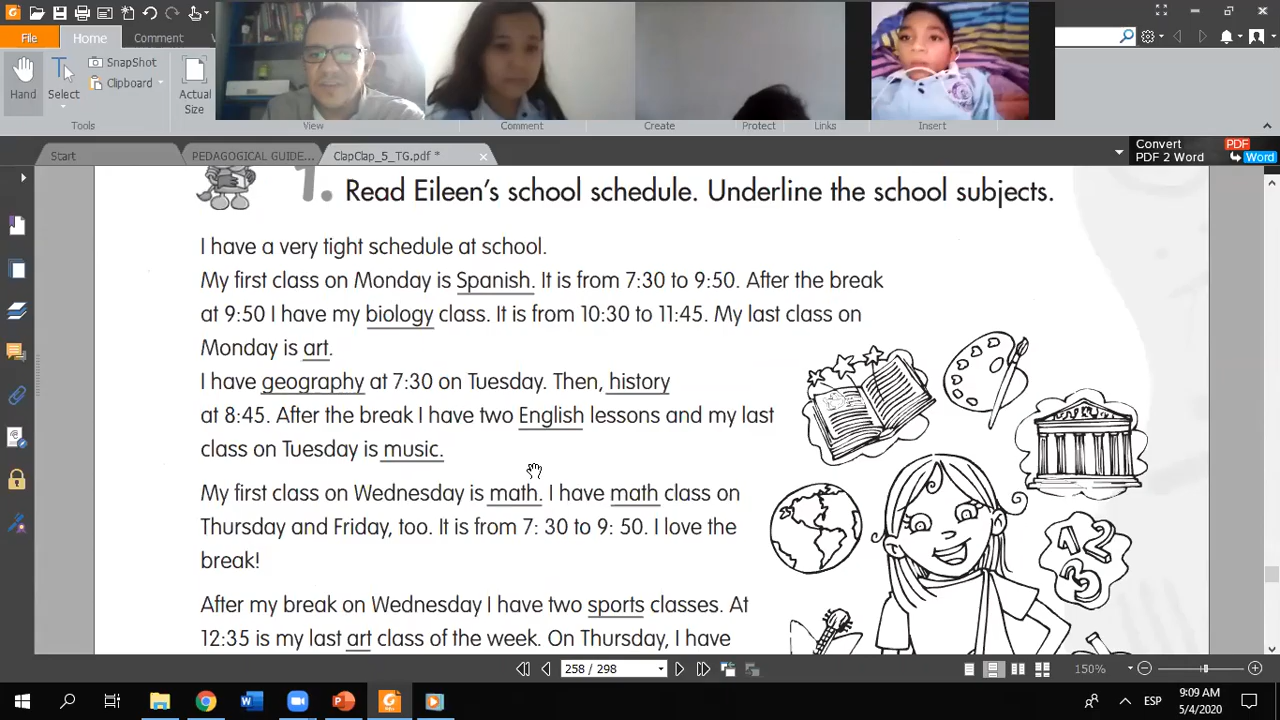 File
Home
Comment
SnapShot
Clipboard
Hand
Select
Actual
Size
Tools
View
Comment
Create
Protect
Links
Insert
Start
PEDAGOGICAL GUIDE...
ClapClap_5_TG.pdf *
Convert
PDF 2 Word
PDF
Word
1. Read Eileen's school schedule. Underline the school subjects.
I have a very tight schedule at school.
My first class on Monday is Spanish. It is from 7:30 to 9:50. After the break
at 9:50 I have my biology class. It is from 10:30 to 11:45. My last class on
Monday is art.
I have geography at 7:30 on Tuesday. Then, history
at 8:45. After the break I have two English lessons and my last
class on Tuesday is music.
My first class on Wednesday is math. I have math class on
Thursday and Friday, too. It is from 7: 30 to 9: 50. I love the
break!
After my break on Wednesday I have two sports classes. At
12:35 is my last art class of the week. On Thursday, I have
1 2
3
258 / 298
150%
ESP
9:09 AM
5/4/2020